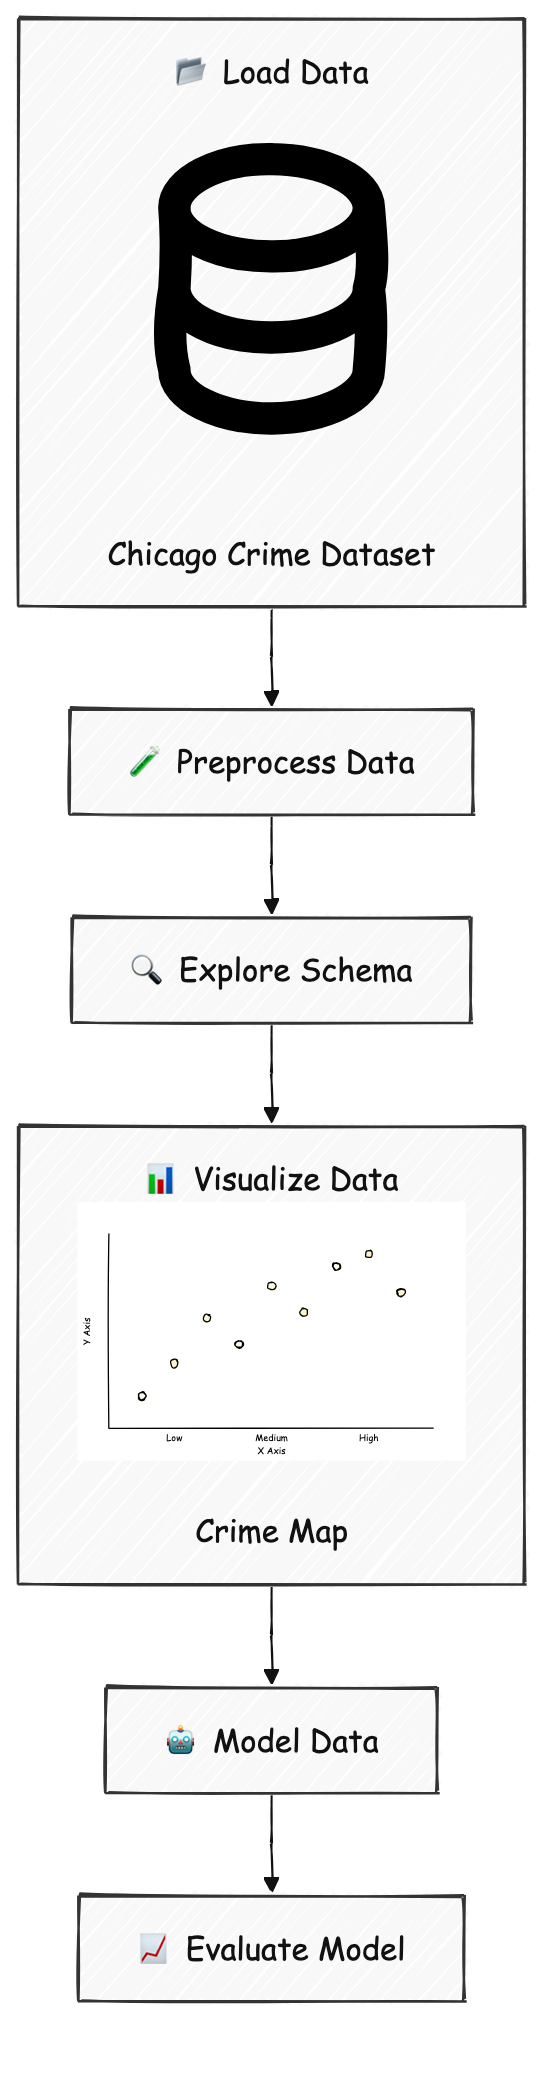 Load Data
Chicago Crime Dataset
Preprocess Data
Explore Schema
Visualize Data
Y Axis
Low Medium High
X Axis
Crime Map
Model Data
Evaluate Model